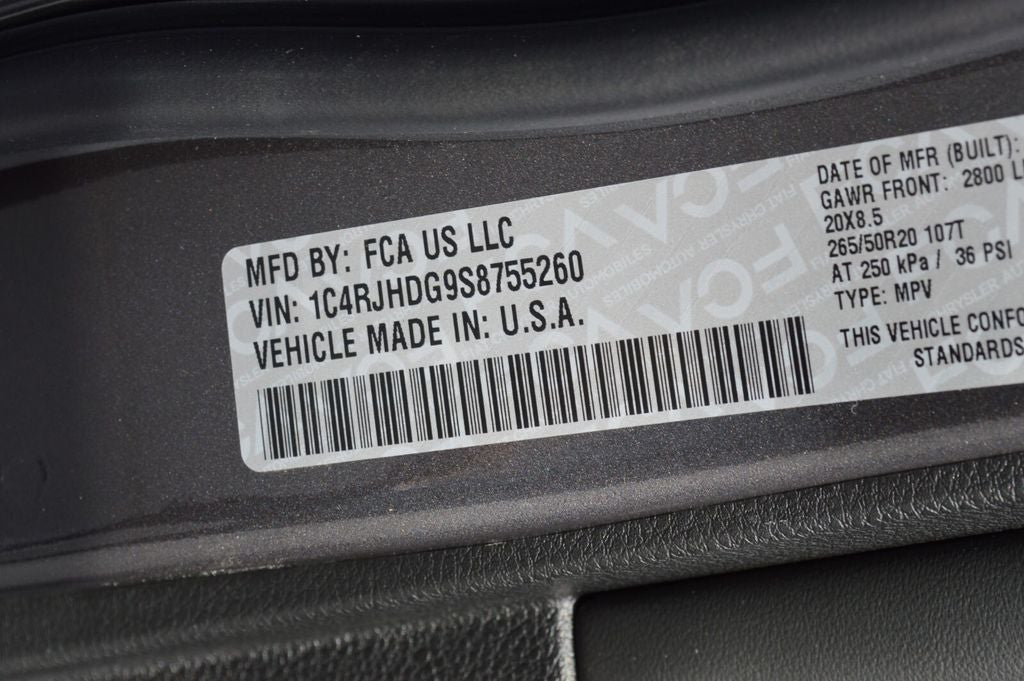 MFD BY: FCA US LLC
VIN: 1C4RJHDG9S8755260
VEHICLE MADE IN: U.S.A.
DATE OF MFR (BUILT):
GAWR FRONT: 2800 L
20X8.5
265/50R20 107T
AT 250 kPa / 36 PSI
TYPE: MPV
THIS VEHICLE CONFO
STANDARDS